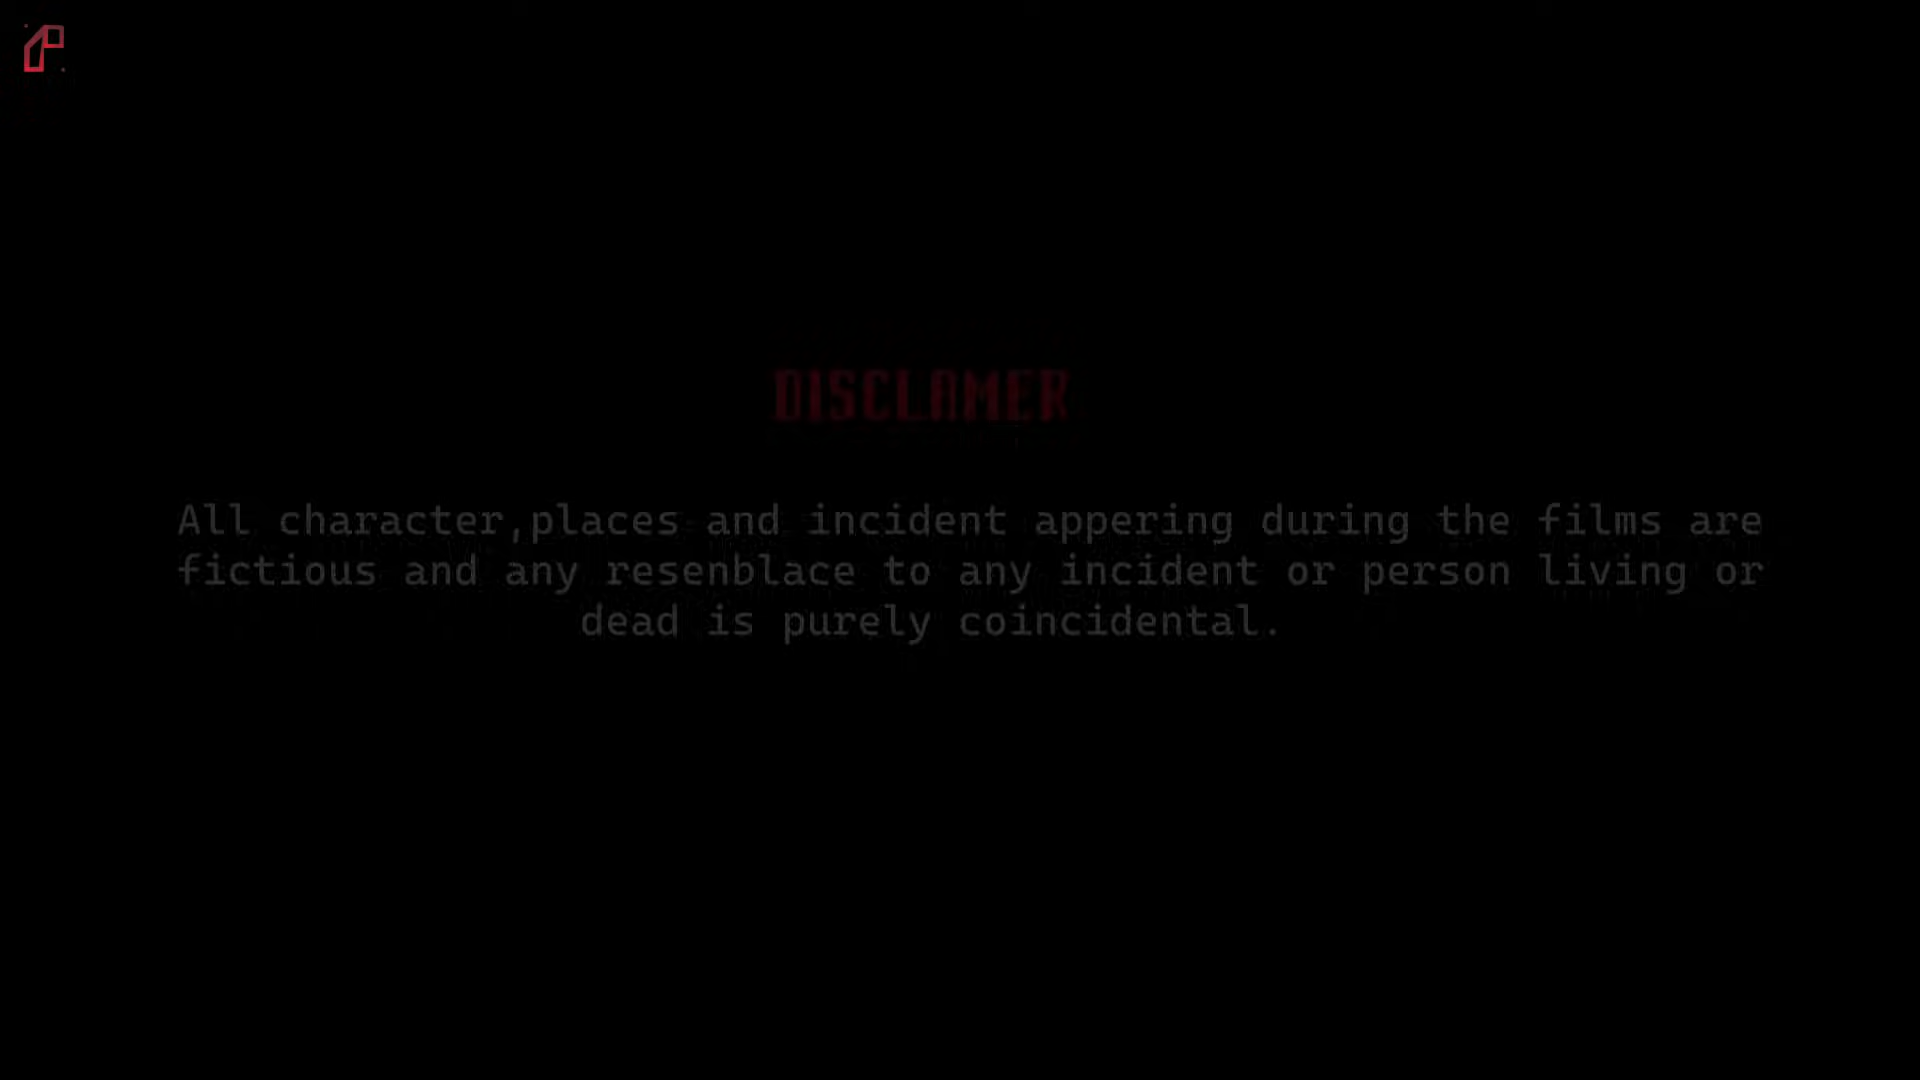 DISCLAMER
All character,places and incident appering during the films are
fictious and any resenblace to any incident or person living or
dead is purely coincidental.